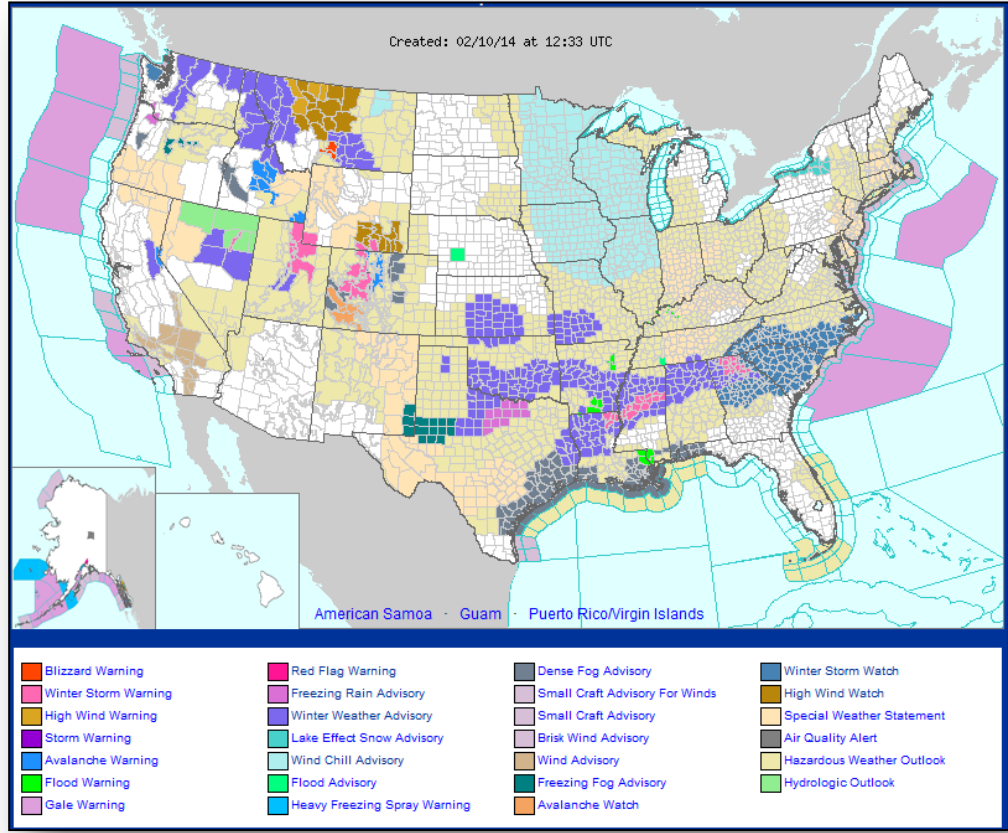 Created: 02/10/14 at 12:33 UTC
American Samoa - Guam - Puerto Rico/Virgin Islands
Blizzard Warning
Winter Storm Warning
High Wind Warning
Storm Warning
Avalanche Warning
Flood Warning
Gale Warning
Red Flag Warning
Freezing Rain Advisory
Winter Weather Advisory
Lake Effect Snow Advisory
Wind Chill Advisory
Flood Advisory
Heavy Freezing Spray Warning
Dense Fog Advisory
Small Craft Advisory For Winds
Small Craft Advisory
Brisk Wind Advisory
Wind Advisory
Freezing Fog Advisory
Avalanche Watch
Winter Storm Watch
High Wind Watch
Special Weather Statement
Air Quality Alert
Hazardous Weather Outlook
Hydrologic Outlook